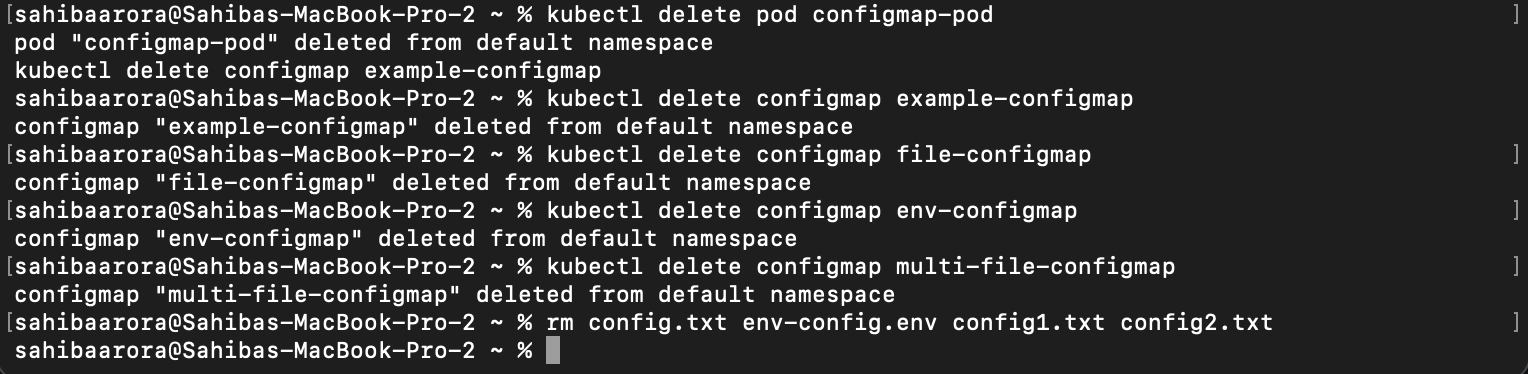 [sahibaarora@Sahibas-MacBook-Pro-2 ~ % kubectl delete pod configmap-pod ]
pod "configmap-pod" deleted from default namespace
kubectl delete configmap example-configmap
sahibaarora@Sahibas-MacBook-Pro-2 ~ % kubectl delete configmap example-configmap
configmap "example-configmap" deleted from default namespace
[sahibaarora@Sahibas-MacBook-Pro-2 ~ % kubectl delete configmap file-configmap ]
configmap "file-configmap" deleted from default namespace
[sahibaarora@Sahibas-MacBook-Pro-2 ~ % kubectl delete configmap env-configmap ]
configmap "env-configmap" deleted from default namespace
[sahibaarora@Sahibas-MacBook-Pro-2 ~ % kubectl delete configmap multi-file-configmap ]
configmap "multi-file-configmap" deleted from default namespace
[sahibaarora@Sahibas-MacBook-Pro-2 ~ % rm config.txt env-config.env config1.txt config2.txt ]
sahibaarora@Sahibas-MacBook-Pro-2 ~ %